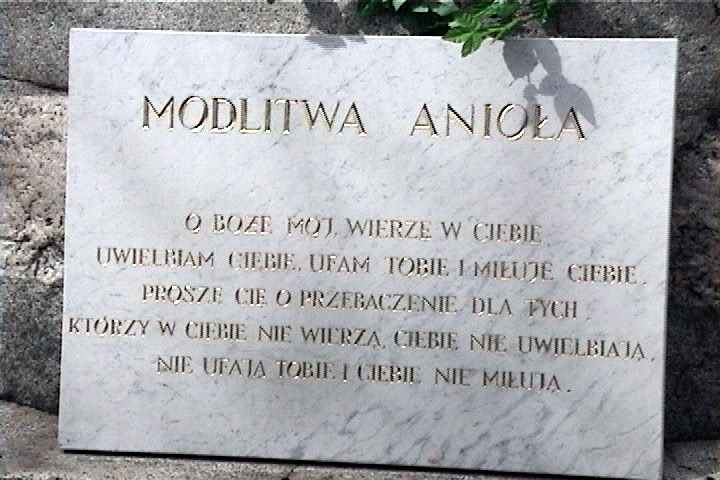 MODLITWA ANIOŁA
O BOŻE MÓJ, WIERZĘ W CIEBIE,
UWIELBIAM CIEBIE, UFAM TOBIE I MIŁUJĘ CIEBIE.
PROSZĘ CIĘ O PRZEBACZENIE DLA TYCH,
KTÓRZY W CIEBIE NIE WIERZĄ, CIEBIE NIE UWIELBIAJĄ,
NIE UFAJĄ TOBIE I CIEBIE NIE MIŁUJĄ.